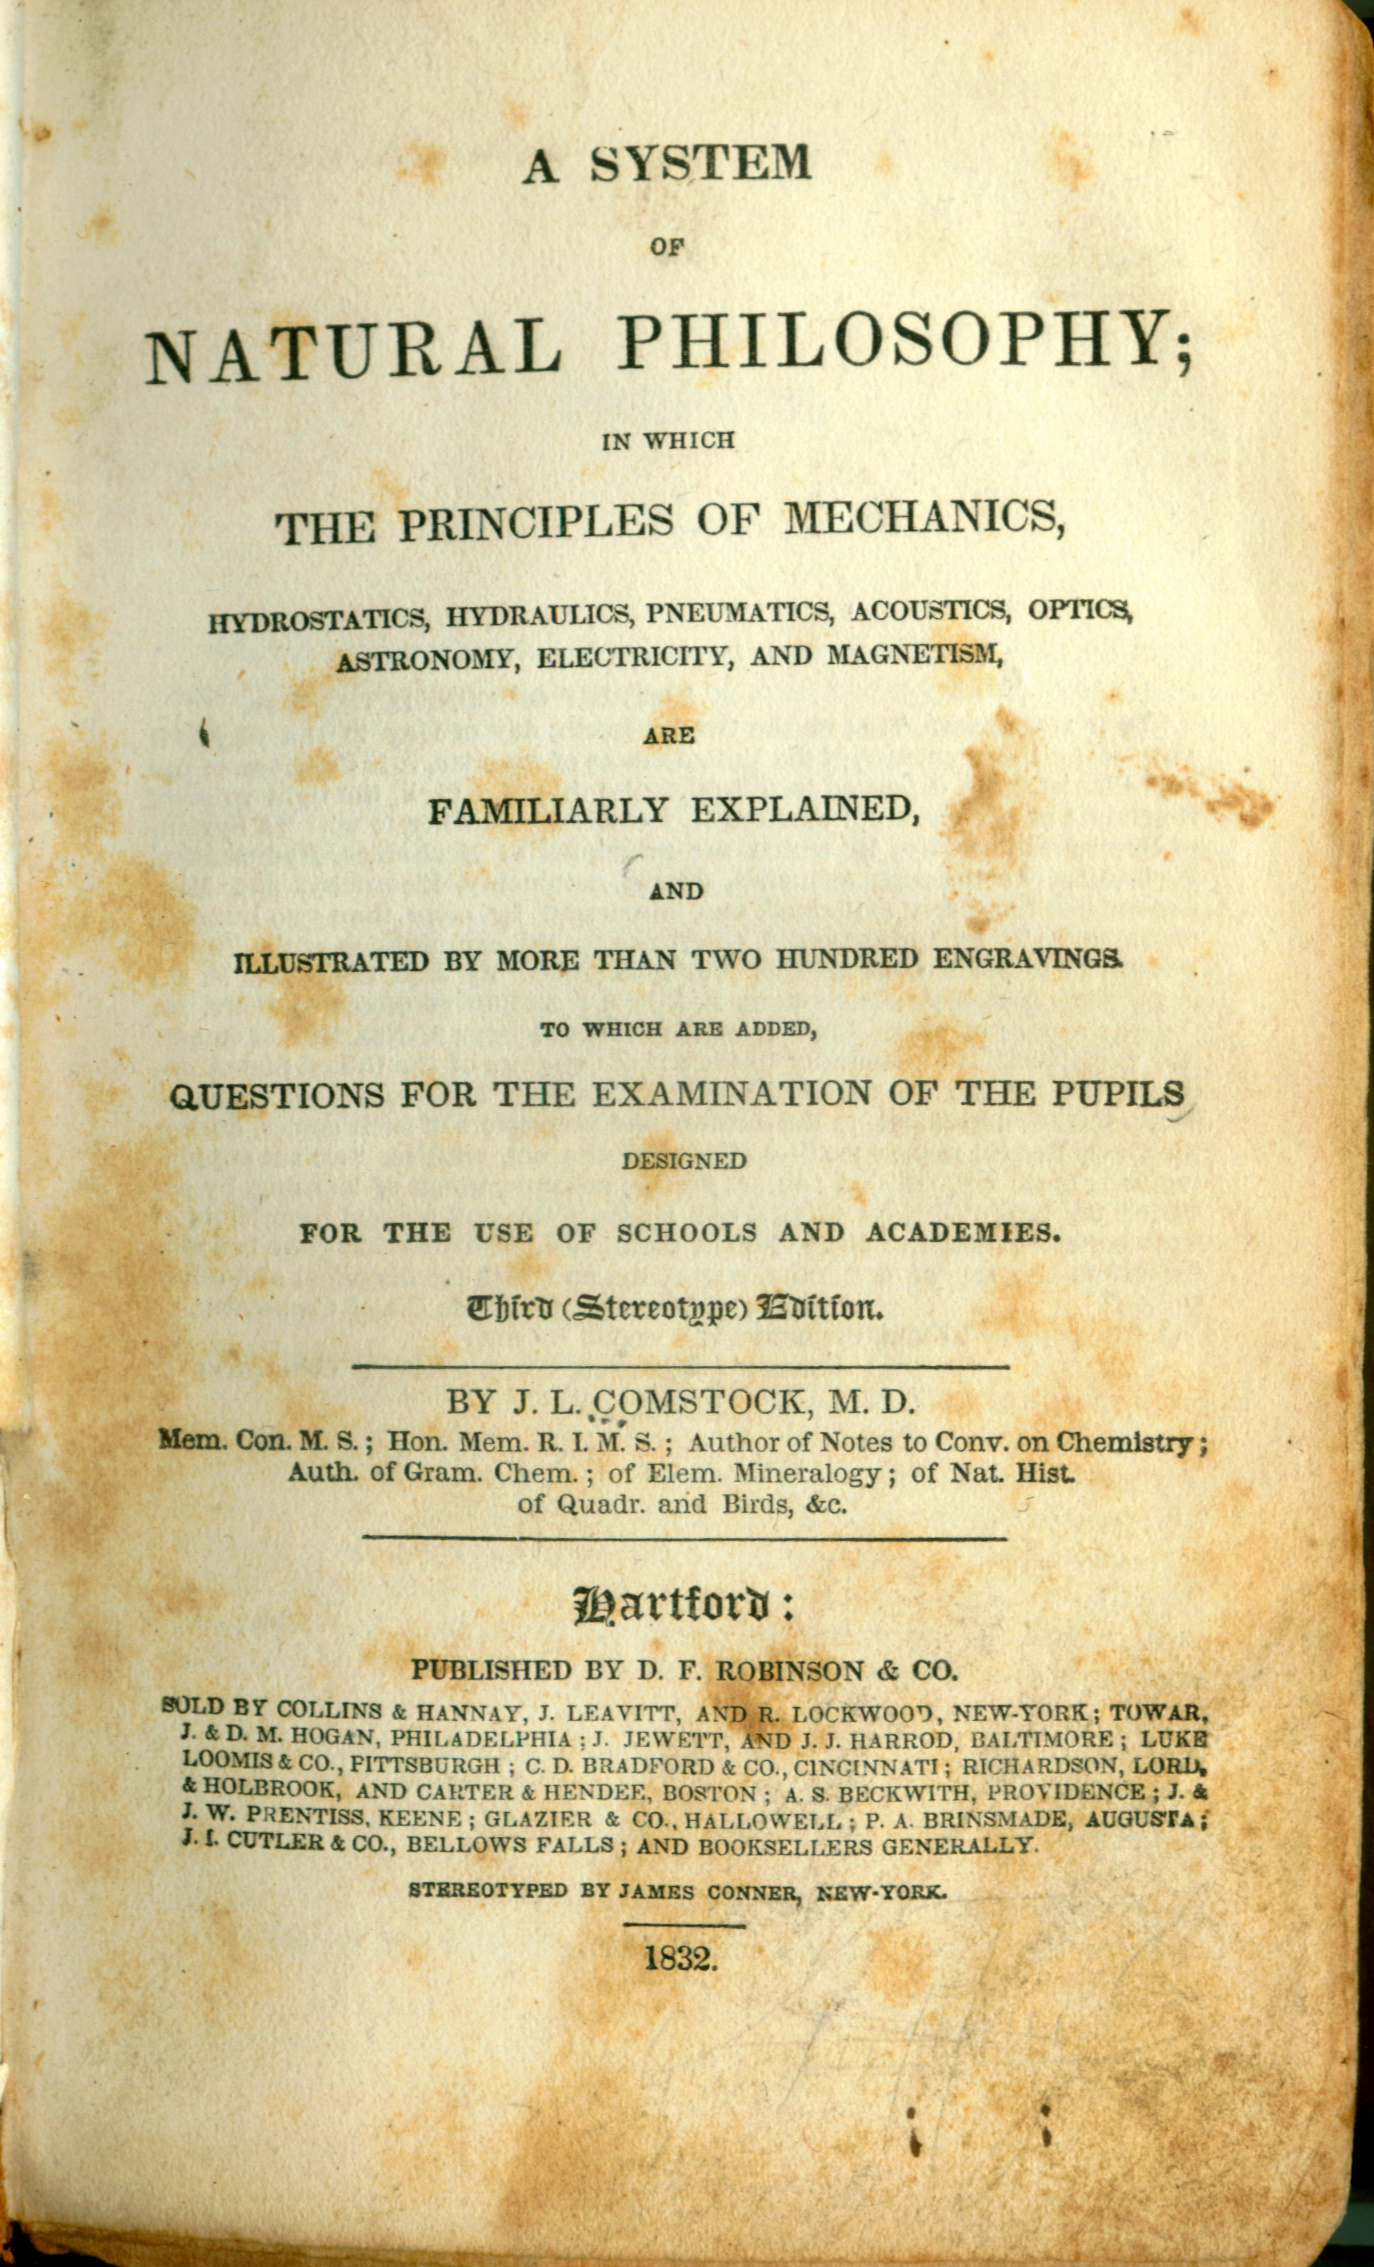 A SYSTEM
OF
NATURAL PHILOSOPHY;
IN WHICH
THE PRINCIPLES OF MECHANICS,
HYDROSTATICS, HYDRAULICS, PNEUMATICS, ACOUSTICS, OPTICS,
ASTRONOMY, ELECTRICITY, AND MAGNETISM,
ARE
FAMILIARLY EXPLAINED,
AND
ILLUSTRATED BY MORE THAN TWO HUNDRED ENGRAVINGS.
TO WHICH ARE ADDED,
QUESTIONS FOR THE EXAMINATION OF THE PUPILS
DESIGNED
FOR THE USE OF SCHOOLS AND ACADEMIES.
Third (Stereotype) Edition.
BY J. L. COMSTOCK, M. D.
Mem. Con. M. S.; Hon. Mem. R. I. M. S.; Author of Notes to Conv. on Chemistry;
Auth. of Gram. Chem.; of Elem. Mineralogy; of Nat. Hist.
of Quadr. and Birds, &c.
Hartford:
PUBLISHED BY D. F. ROBINSON & CO.
SOLD BY COLLINS & HANNAY, J. LEAVITT, AND R. LOCKWOOD, NEW-YORK; TOWAR,
J. & D. M. HOGAN, PHILADELPHIA; J. JEWETT, AND J. J. HARROD, BALTIMORE; LUKE
LOOMIS & CO., PITTSBURGH; C. D. BRADFORD & CO., CINCINNATI; RICHARDSON, LORD,
& HOLBROOK, AND CARTER & HENDEE, BOSTON; A. S. BECKWITH, PROVIDENCE; J. &
J. W. PRENTISS, KEENE; GLAZIER & CO., HALLOWELL; P. A. BRINSMADE, AUGUSTA;
J. I. CUTLER & CO., BELLOWS FALLS; AND BOOKSELLERS GENERALLY.
STEREOTYPED BY JAMES CONNER, NEW-YORK.
1832.